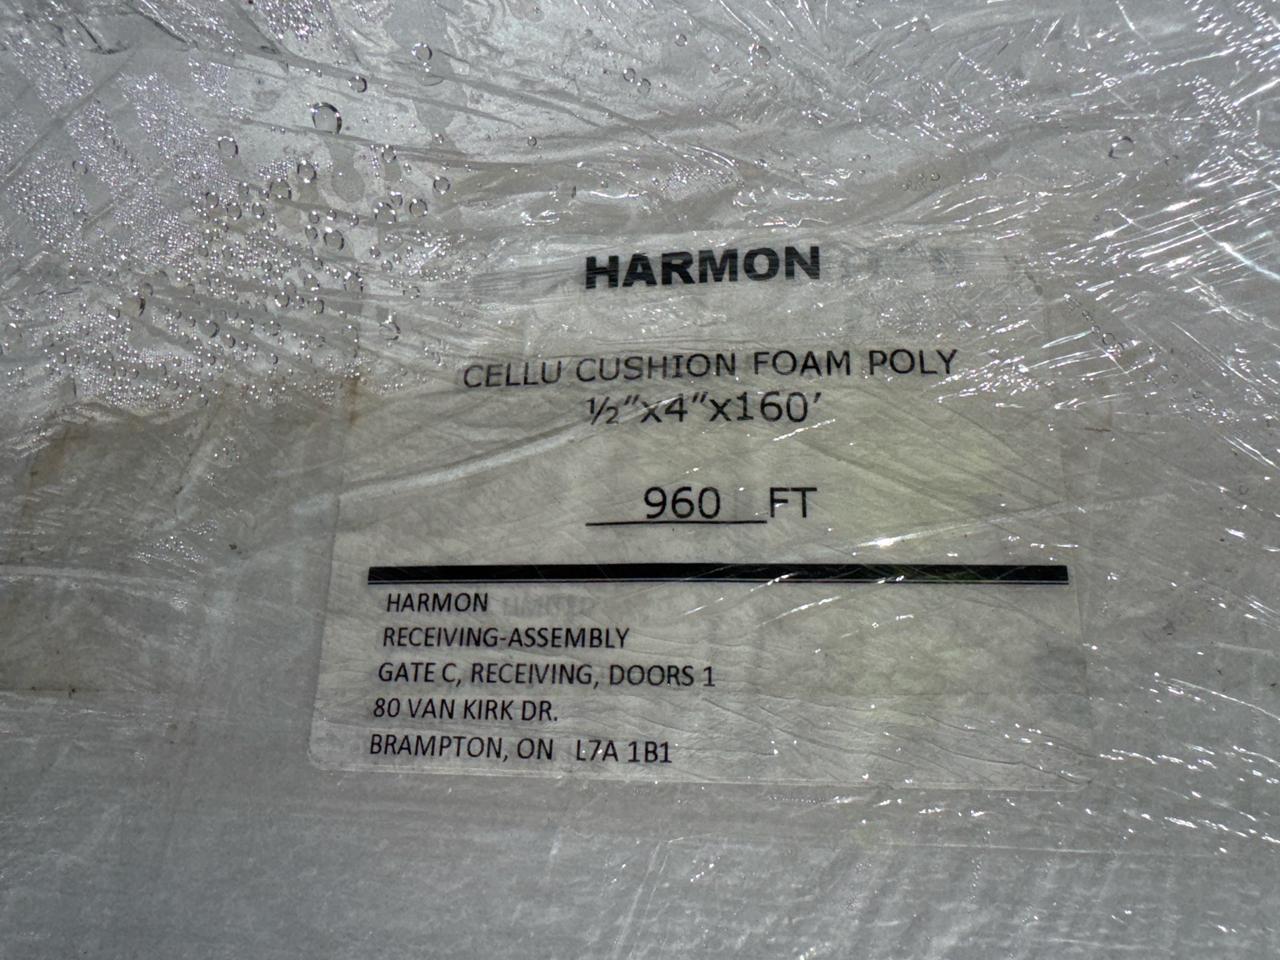 HARMON
CELLU CUSHION FOAM POLY
½"x4"x160'
960 FT
HARMON
RECEIVING-ASSEMBLY
GATE C, RECEIVING, DOORS 1
80 VAN KIRK DR.
BRAMPTON, ON L7A 1B1